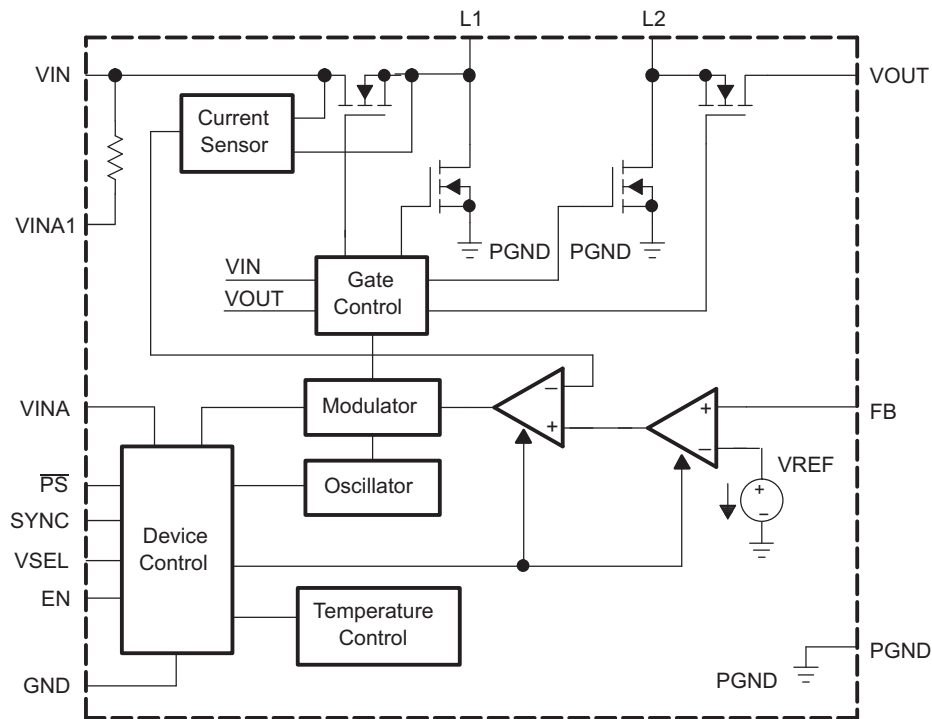 L1
L2
VIN
VOUT
Current
Sensor
VINA1
PGND
PGND
VIN
VOUT
Gate
Control
VINA
Modulator
−
+
+
−
FB
VREF
+
−
PS
SYNC
VSEL
EN
Oscillator
Device
Control
Temperature
Control
GND
PGND
PGND